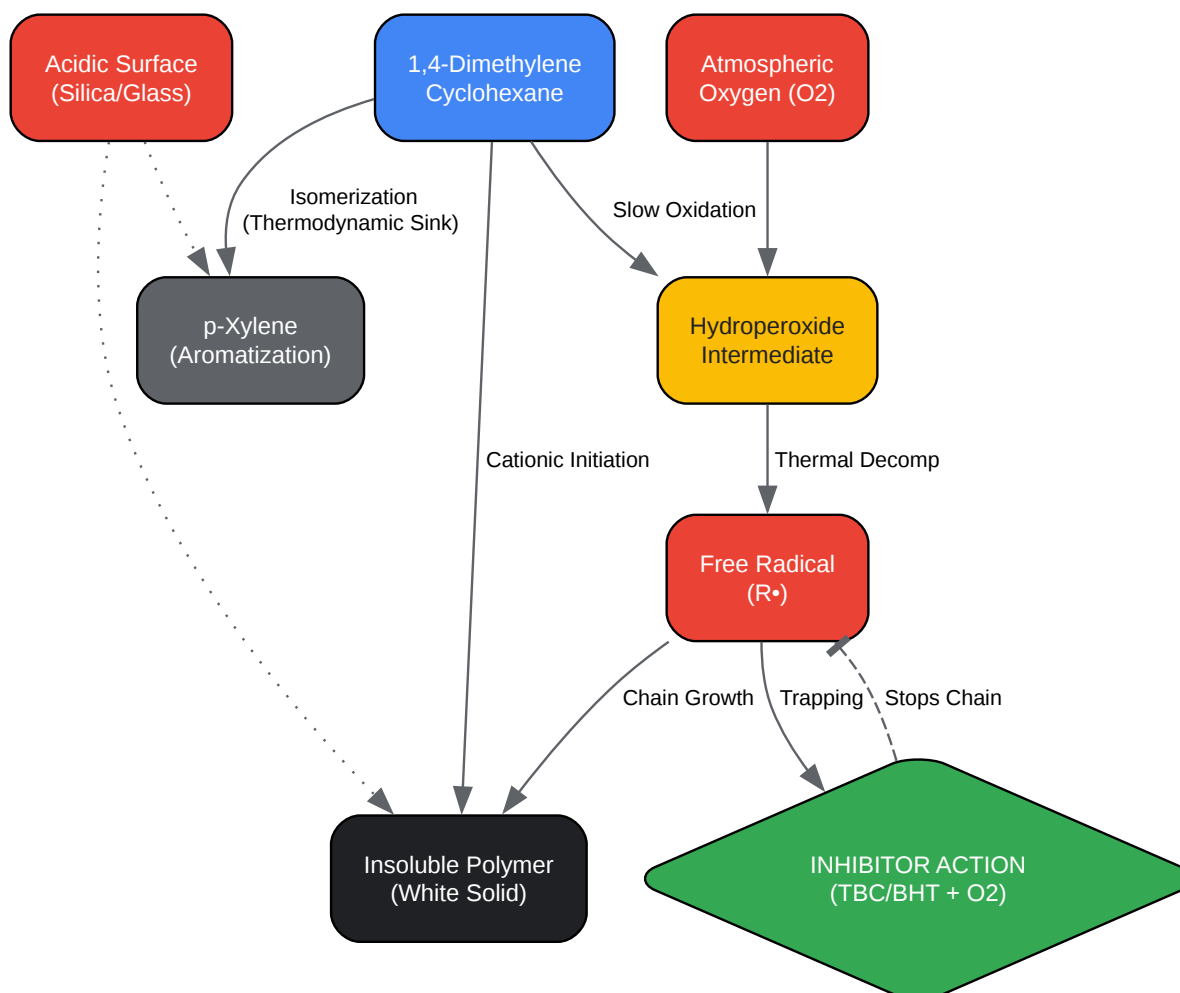 Acidic Surface
(Silica/Glass)
1,4-Dimethylene
Cyclohexane
Atmospheric
Oxygen (O2)
Isomerization
(Thermodynamic Sink)
Slow Oxidation
p-Xylene
(Aromatization)
Hydroperoxide
Intermediate
Cationic Initiation
Thermal Decomp
Free Radical
(R•)
Chain Growth
Trapping
Stops Chain
Insoluble Polymer
(White Solid)
INHIBITOR ACTION
(TBC/BHT + O2)